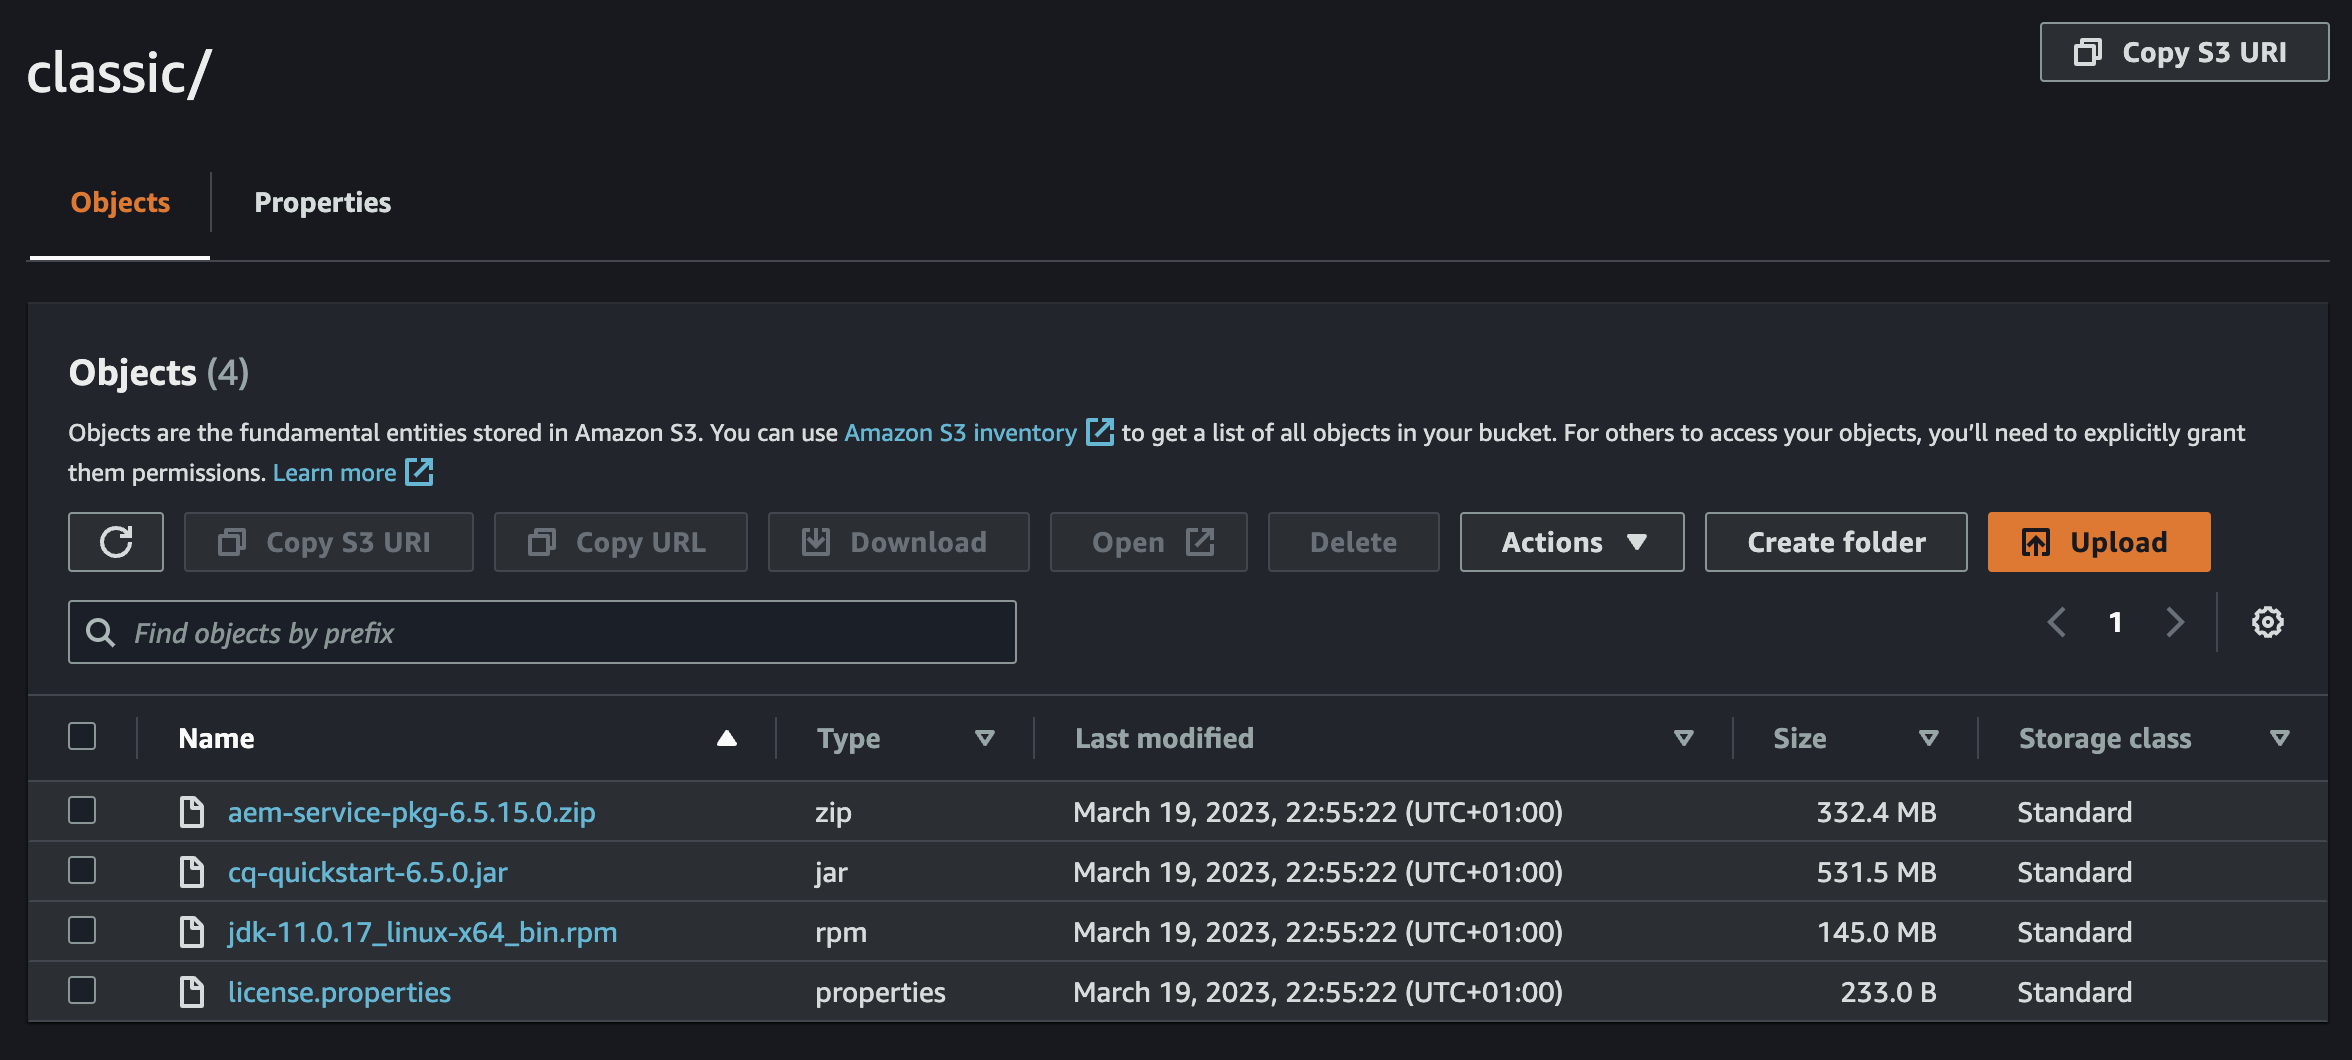 classic/
Copy S3 URI
Objects
Properties
Objects (4)
Objects are the fundamental entities stored in Amazon S3. You can use Amazon S3 inventory to get a list of all objects in your bucket. For others to access your objects, you’ll need to explicitly grant
them permissions. Learn more
Copy S3 URI Copy URL Download Open Delete Actions Create folder Upload
Find objects by prefix
1
Name Type Last modified Size Storage class
aem-service-pkg-6.5.15.0.zip zip March 19, 2023, 22:55:22 (UTC+01:00) 332.4 MB Standard
cq-quickstart-6.5.0.jar jar March 19, 2023, 22:55:22 (UTC+01:00) 531.5 MB Standard
jdk-11.0.17_linux-x64_bin.rpm rpm March 19, 2023, 22:55:22 (UTC+01:00) 145.0 MB Standard
license.properties properties March 19, 2023, 22:55:22 (UTC+01:00) 233.0 B Standard